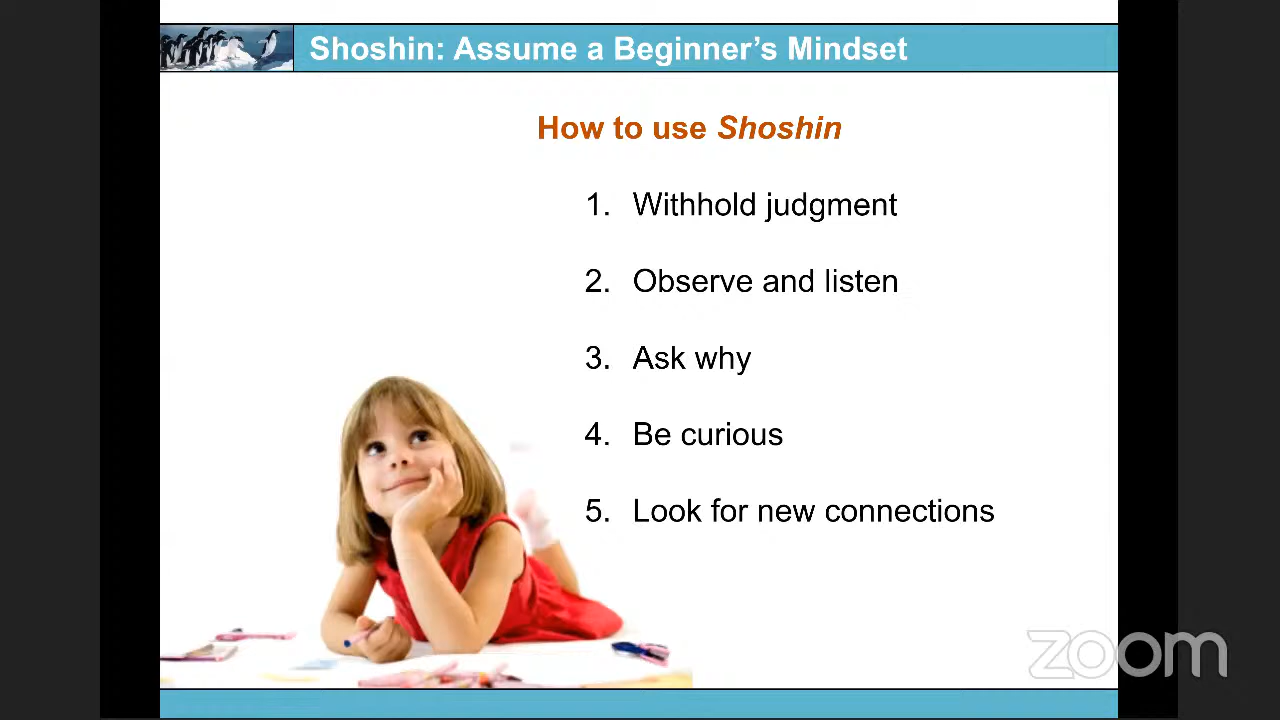 Shoshin: Assume a Beginner’s Mindset
How to use Shoshin
1. Withhold judgment
2. Observe and listen
3. Ask why
4. Be curious
5. Look for new connections
zoom